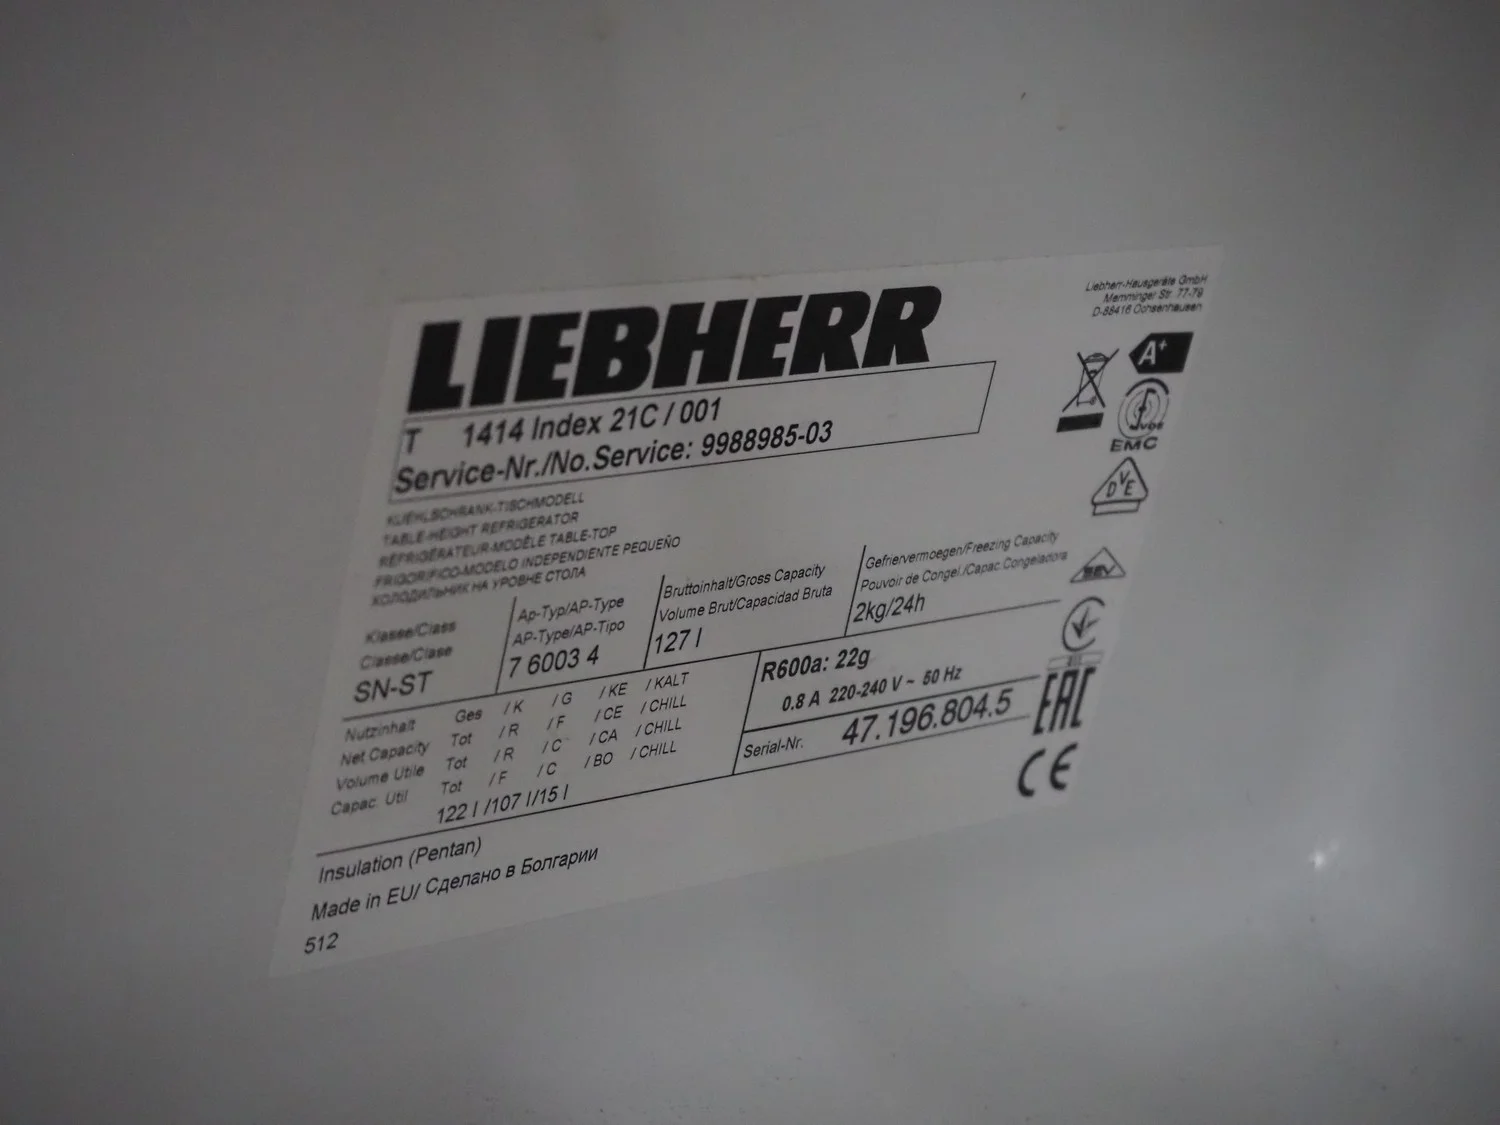 LIEBHERR
Liebherr-Hausgeräte GmbH
Memminger Str. 77-79
D-88416 Ochsenhausen
T 1414 Index 21C / 001
Service-Nr./No.Service: 9988985-03
A+
VDE
EMC
DVE
KUEHLSCHRANK-TISCHMODELL
TABLE-HEIGHT REFRIGERATOR
RÉFRIGÉRATEUR-MODÈLE TABLE-TOP
FRIGORIFICO-MODELO INDEPENDIENTE PEQUEÑO
ХОЛОДИЛЬНИК НА УРОВНЕ СТОЛА
Klasse/Class
Classe/Clase
SN-ST
Ap-Typ/AP-Type
AP-Type/AP-Tipo
7 6003 4
Bruttoinhalt/Gross Capacity
Volume Brut/Capacidad Bruta
127 l
Gefriervermoegen/Freezing Capacity
Pouvoir de Congel./Capac.Congeladora
2kg/24h
Nutzinhalt Ges /K /G /KE /KALT
Net Capacity Tot /R /F /CE /CHILL
Volume Utile Tot /R /C /CA /CHILL
Capac. Util Tot /F /C /BO /CHILL
122 l /107 l/15 l
R600a: 22g
0.8 A 220-240 V ~ 50 Hz
Serial-Nr. 47.196.804.5
EAC
CE
Insulation (Pentan)
Made in EU/ Сделано в Болгарии
512